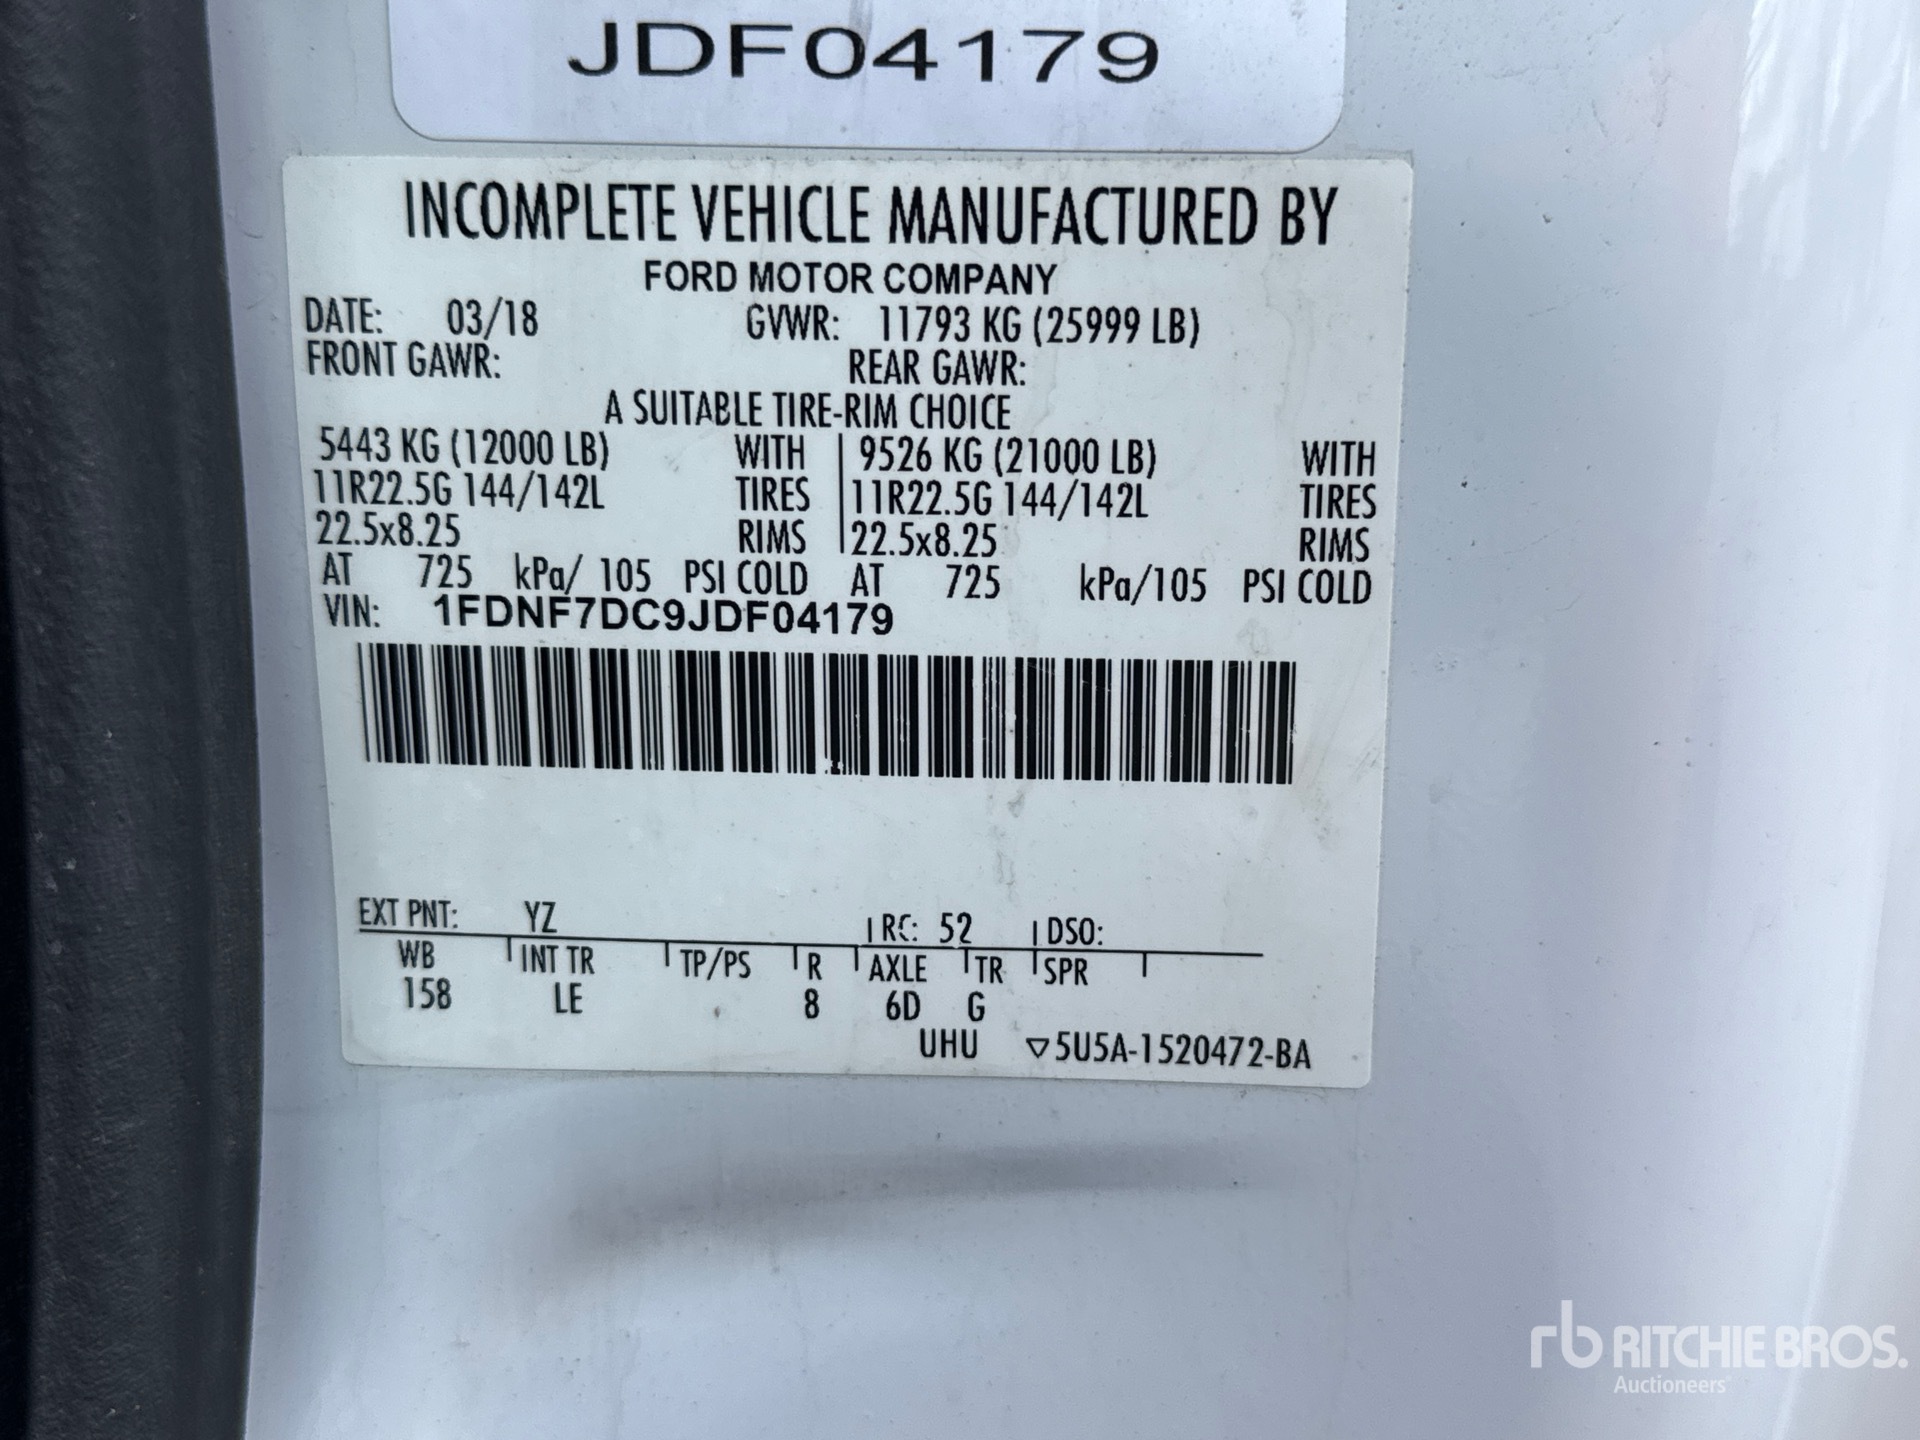 JDF04179
INCOMPLETE VEHICLE MANUFACTURED BY
FORD MOTOR COMPANY
DATE: 03/18 GVWR: 11793 KG (25999 LB)
FRONT GAWR: REAR GAWR:
A SUITABLE TIRE-RIM CHOICE
5443 KG (12000 LB) WITH 9526 KG (21000 LB) WITH
11R22.5G 144/142L TIRES 11R22.5G 144/142L TIRES
22.5x8.25 RIMS 22.5x8.25 RIMS
AT 725 kPa/ 105 PSI COLD AT 725 kPa/105 PSI COLD
VIN: 1FDNF7DC9JDF04179
EXT PNT: YZ RC: 52 DSO:
WB INT TR TP/PS R AXLE TR SPR
158 LE 8 6D G
UHU ▽5U5A-1520472-BA
rb RITCHIE BROS.
Auctioneers